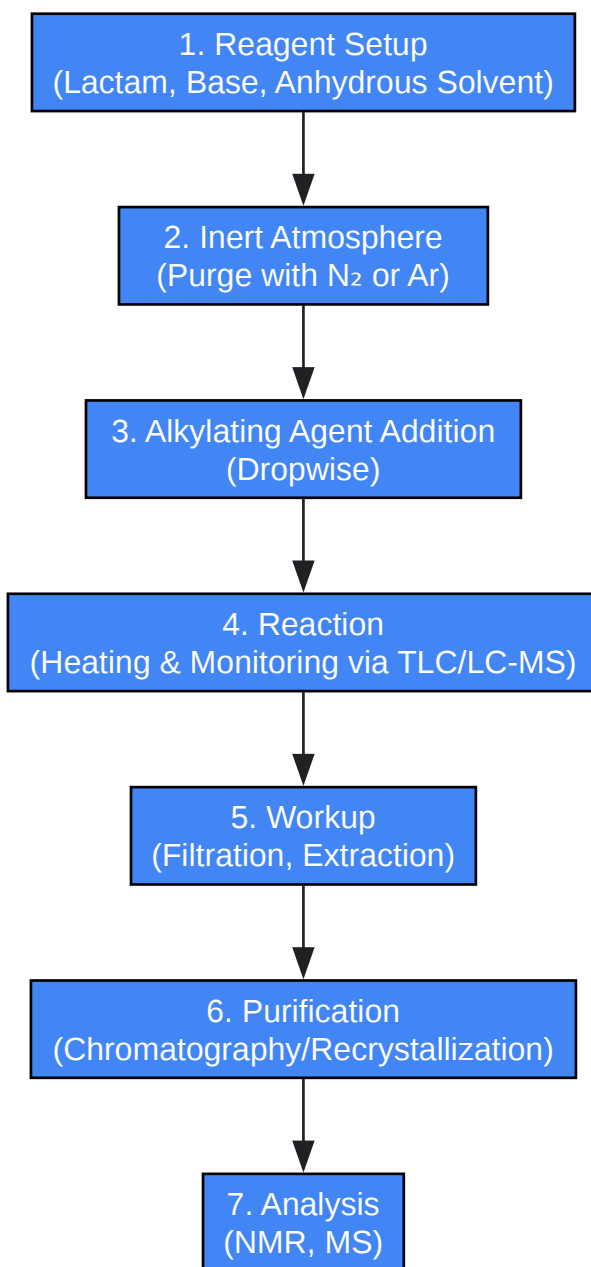 1. Reagent Setup
(Lactam, Base, Anhydrous Solvent)
2. Inert Atmosphere
(Purge with N₂ or Ar)
3. Alkylating Agent Addition
(Dropwise)
4. Reaction
(Heating & Monitoring via TLC/LC-MS)
5. Workup
(Filtration, Extraction)
6. Purification
(Chromatography/Recrystallization)
7. Analysis
(NMR, MS)